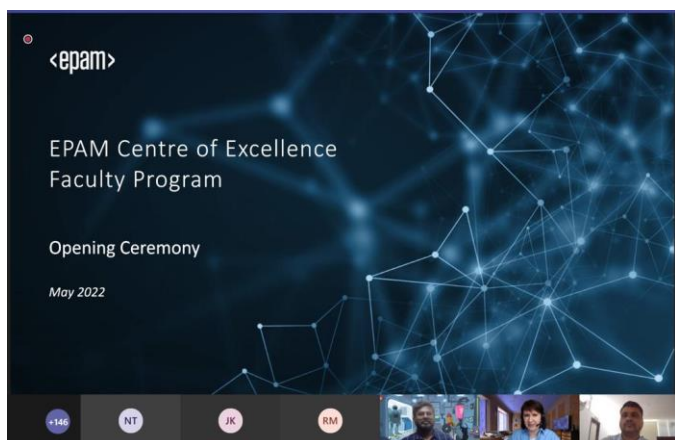 <epam>
EPAM Centre of Excellence
Faculty Program
Opening Ceremony
May 2022
+146
NT
JK
RM